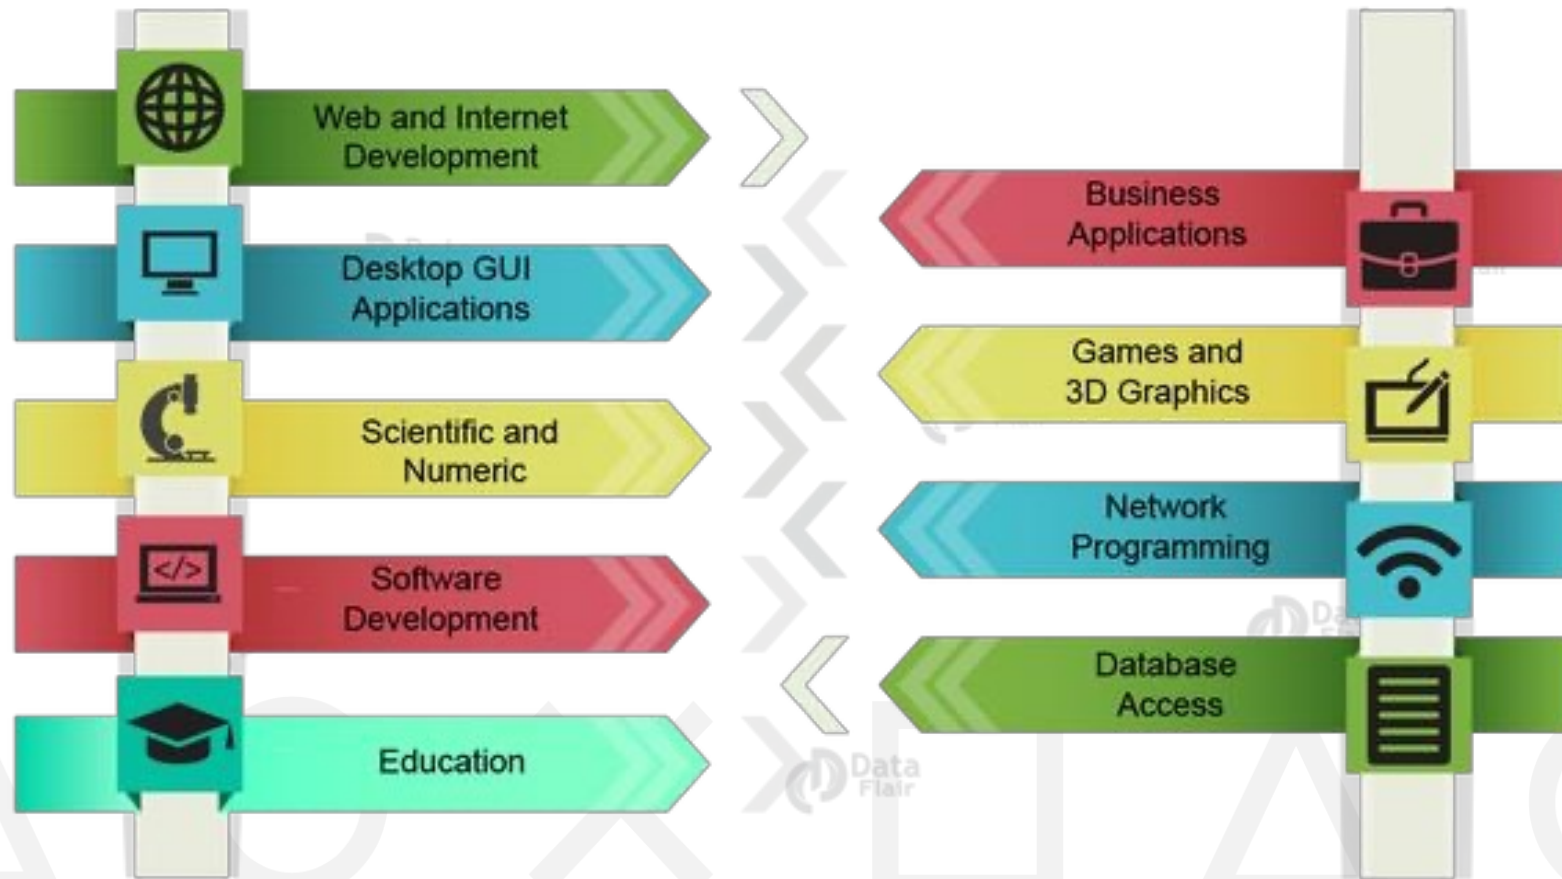 Web and Internet
Development
Desktop GUI
Applications
Scientific and
Numeric
</>
Software
Development
Education
Business
Applications
Games and
3D Graphics
Network
Programming
Database
Access
Data
Flair